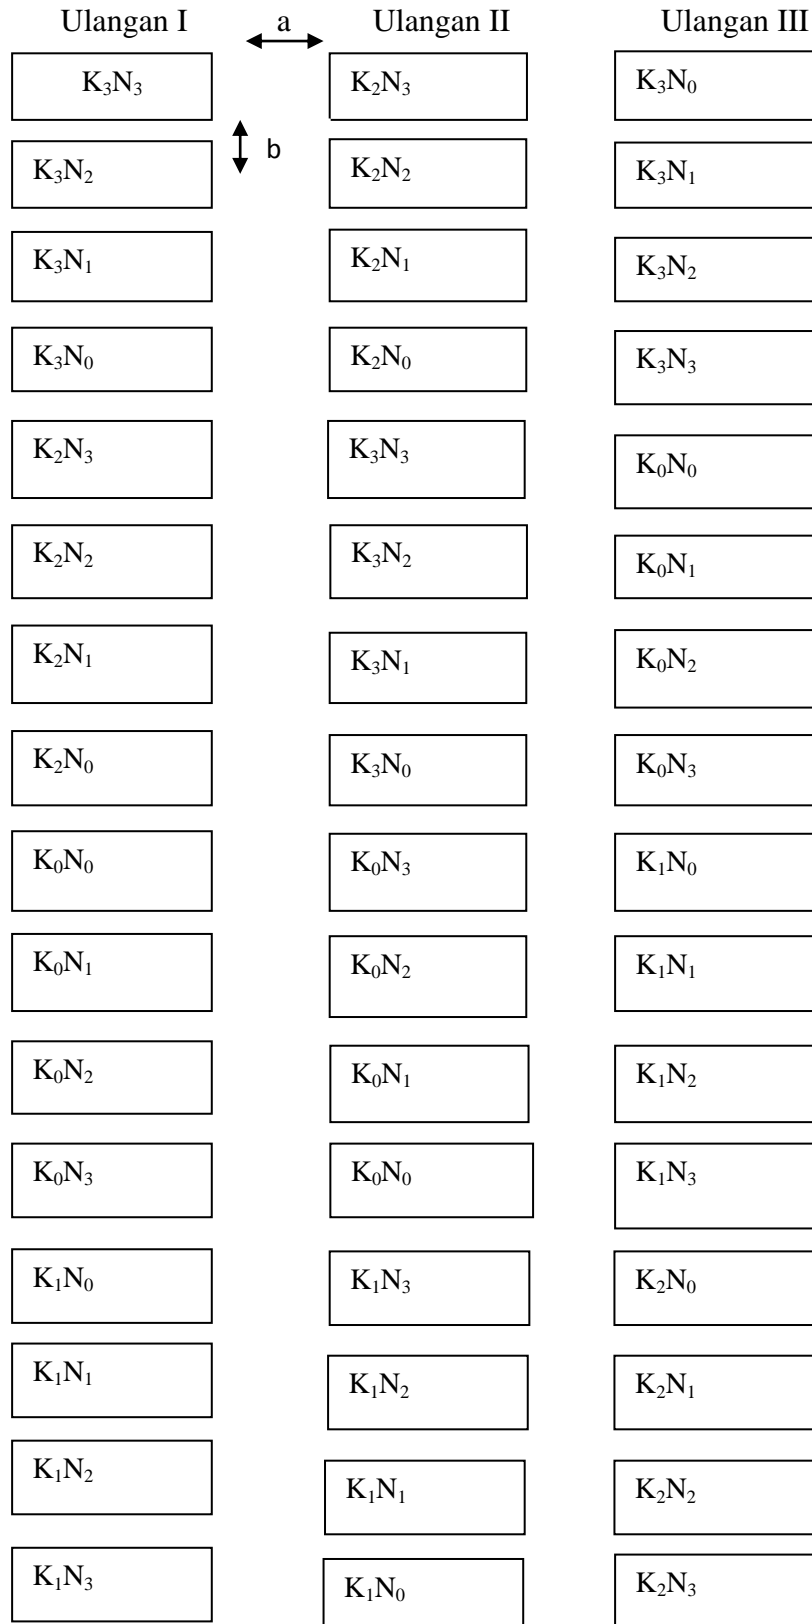 Ulangan I a Ulangan II Ulangan III
K₃N₃ K₂N₃ K₃N₀
b
K₃N₂ K₂N₂ K₃N₁
K₃N₁ K₂N₁ K₃N₂
K₃N₀ K₂N₀ K₃N₃
K₂N₃ K₃N₃ K₀N₀
K₂N₂ K₃N₂ K₀N₁
K₂N₁ K₃N₁ K₀N₂
K₂N₀ K₃N₀ K₀N₃
K₀N₀ K₀N₃ K₁N₀
K₀N₁ K₀N₂ K₁N₁
K₀N₂ K₀N₁ K₁N₂
K₀N₃ K₀N₀ K₁N₃
K₁N₀ K₁N₃ K₂N₀
K₁N₁ K₁N₂ K₂N₁
K₁N₂ K₁N₁ K₂N₂
K₁N₃ K₁N₀ K₂N₃